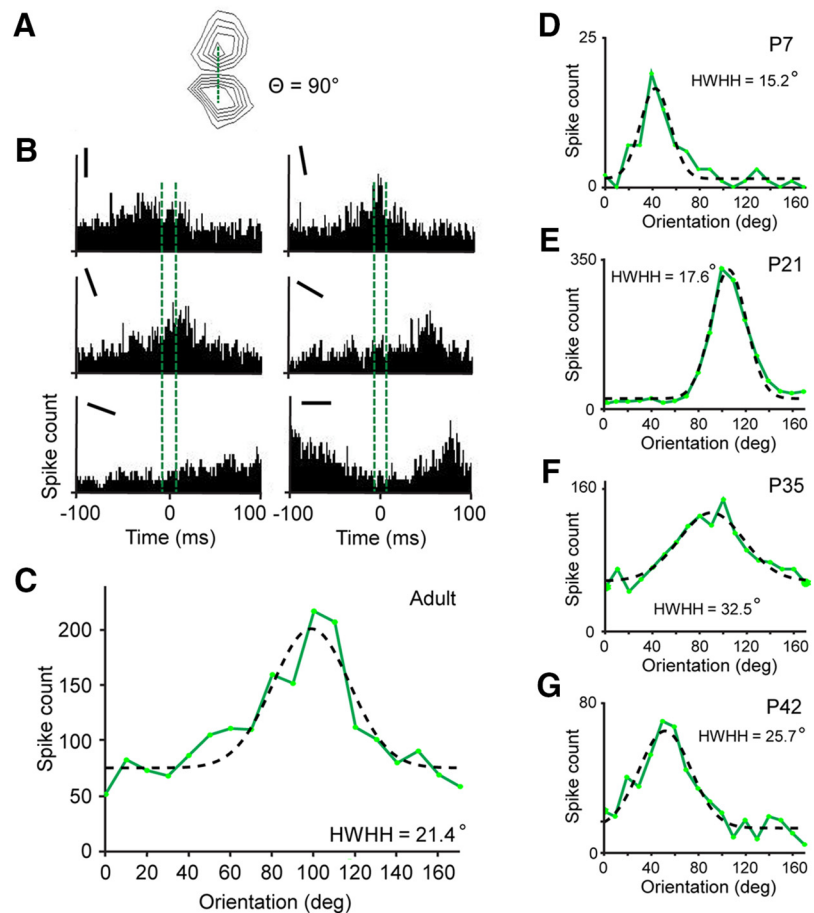 A
Θ = 90°
B
Spike count
-100
0
100
Time (ms)
-100
0
100
Time (ms)
C
Adult
Spike count
200
150
100
50
0
HWHH = 21.4°
0 20 40 60 80 100 120 140 160
Orientation (deg)
D
P7
25
HWHH = 15.2°
Spike count
0
0 40 80 120 160
Orientation (deg)
E
P21
350
HWHH = 17.6°
Spike count
0
0 40 80 120 160
Orientation (deg)
F
P35
160
Spike count
HWHH = 32.5°
0
0 40 80 120 160
Orientation (deg)
G
P42
80
HWHH = 25.7°
Spike count
0
0 40 80 120 160
Orientation (deg)